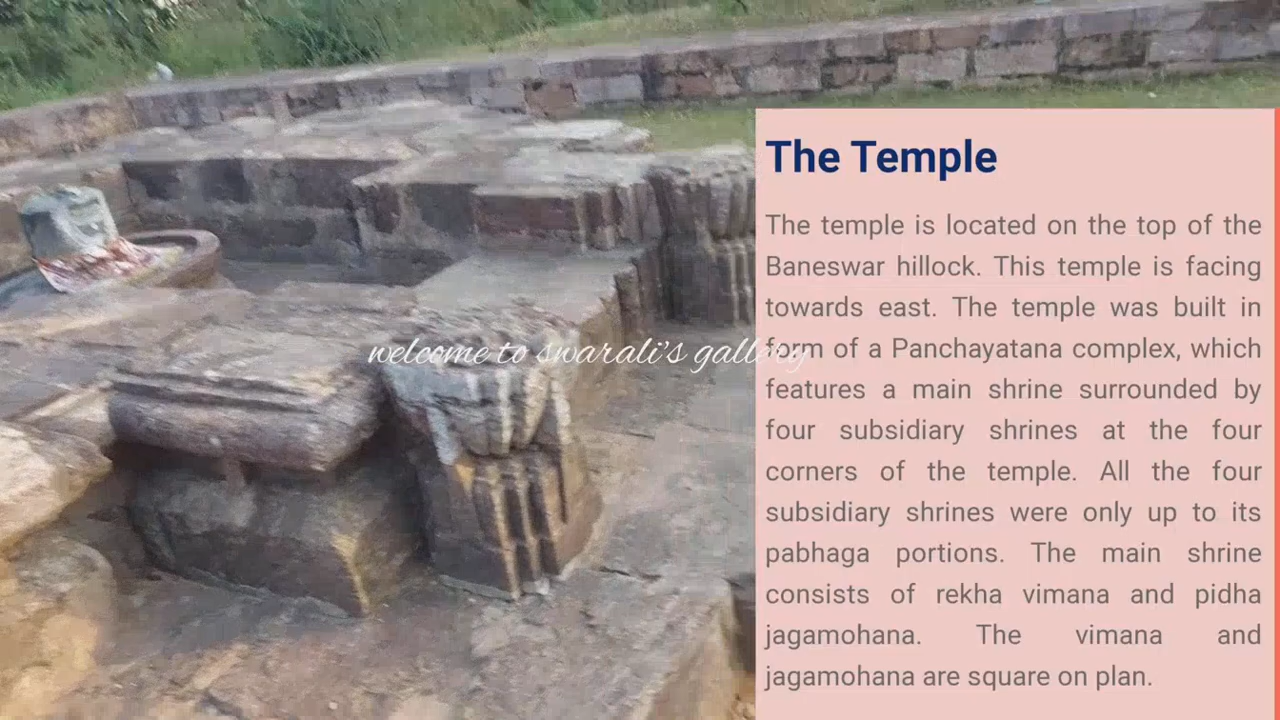 The Temple
The temple is located on the top of the
Baneswar hillock. This temple is facing
towards east. The temple was built in
form of a Panchayatana complex, which
features a main shrine surrounded by
four subsidiary shrines at the four
corners of the temple. All the four
subsidiary shrines were only up to its
pabhaga portions. The main shrine
consists of rekha vimana and pidha
jagamohana. The vimana and
jagamohana are square on plan.
welcome to swarali's gallery